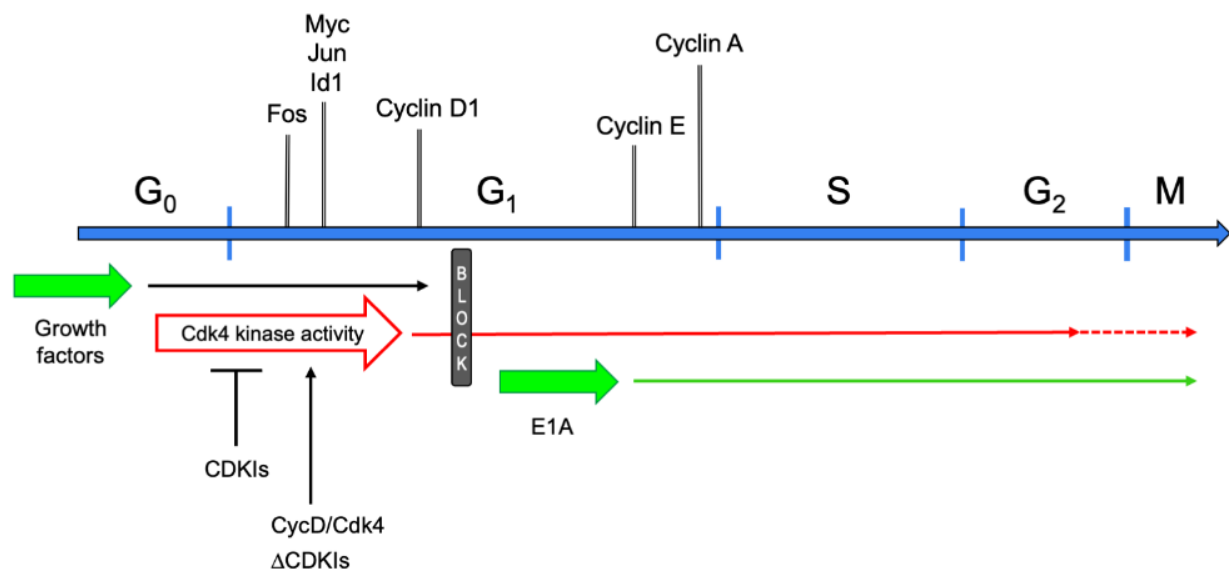 Myc
Jun
Id1
Cyclin A
Fos
Cyclin D1
Cyclin E
G₀
G₁
S
G₂
M
Growth
factors
Cdk4 kinase activity
BLOCK
E1A
CDKIs
CycD/Cdk4
ΔCDKIs